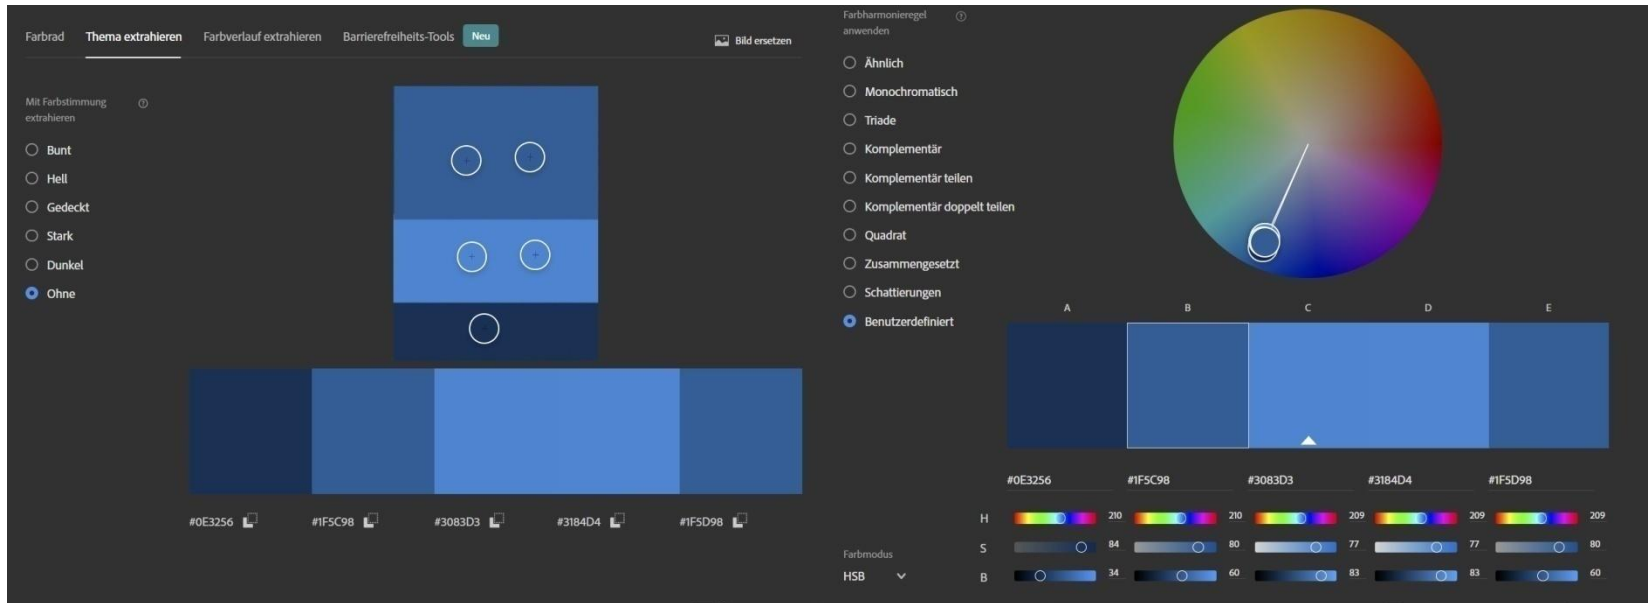 Farbrad Thema extrahieren Farbverlauf extrahieren Barrierefreiheits-Tools Neu Bild ersetzen
Mit Farbstimmung
extrahieren
Bunt
Hell
Gedeckt
Stark
Dunkel
Ohne
#0E3256 #1F5C98 #3083D3 #3184D4 #1F5D98
Farbharmonieregel
anwenden
Ähnlich
Monochromatisch
Triade
Komplementär
Komplementär teilen
Komplementär doppelt teilen
Quadrat
Zusammengesetzt
Schattierungen
Benutzerdefiniert
A B C D E
#0E3256 #1F5C98 #3083D3 #3184D4 #1F5D98
H 210 210 209 209 209
S 84 80 77 77 80
B 34 60 83 83 60
Farbmodus
HSB